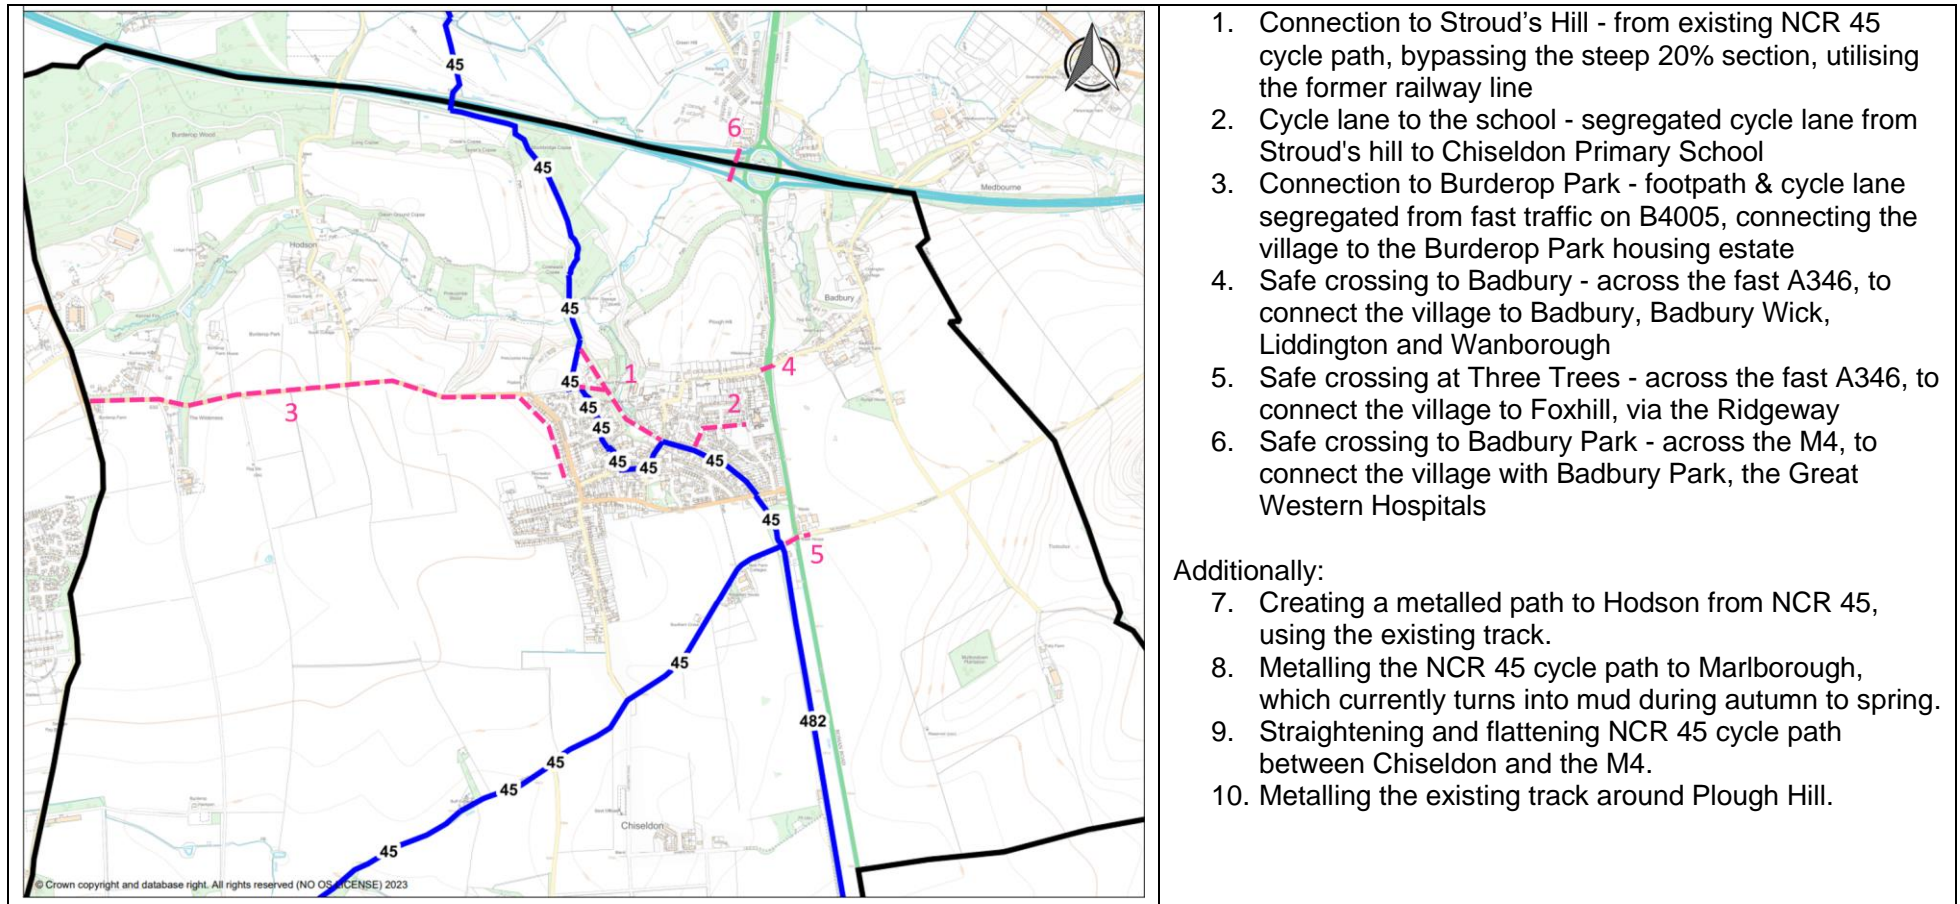 45
6
45
Burderop Wood
Medbourne
Hodson
Badbury
45
Plough Hill
4
45
1
3
45
45
2
45
45
45
45
5
45
482
45
45
Chiseldon
45
© Crown copyright and database right. All rights reserved (NO OS LICENSE) 2023
1. Connection to Stroud’s Hill - from existing NCR 45
cycle path, bypassing the steep 20% section, utilising
the former railway line
2. Cycle lane to the school - segregated cycle lane from
Stroud's hill to Chiseldon Primary School
3. Connection to Burderop Park - footpath & cycle lane
segregated from fast traffic on B4005, connecting the
village to the Burderop Park housing estate
4. Safe crossing to Badbury - across the fast A346, to
connect the village to Badbury, Badbury Wick,
Liddington and Wanborough
5. Safe crossing at Three Trees - across the fast A346, to
connect the village to Foxhill, via the Ridgeway
6. Safe crossing to Badbury Park - across the M4, to
connect the village with Badbury Park, the Great
Western Hospitals
Additionally:
7. Creating a metalled path to Hodson from NCR 45,
using the existing track.
8. Metalling the NCR 45 cycle path to Marlborough,
which currently turns into mud during autumn to spring.
9. Straightening and flattening NCR 45 cycle path
between Chiseldon and the M4.
10. Metalling the existing track around Plough Hill.